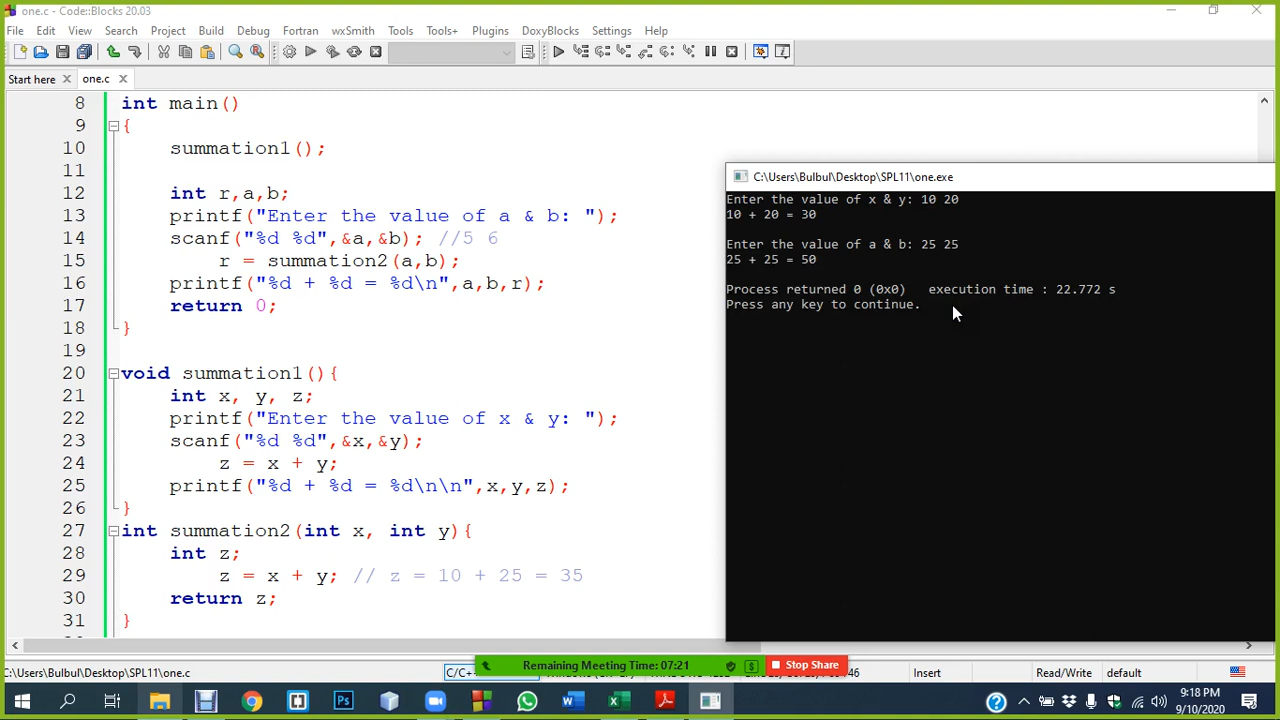 one.c - Code::Blocks 20.03
File Edit View Search Project Build Debug Fortran wxSmith Tools Tools+ Plugins DoxyBlocks Settings Help
Start here
one.c
8 int main()
9 {
10 summation1();
11
12 int r,a,b;
13 printf("Enter the value of a & b: ");
14 scanf("%d %d",&a,&b); //5 6
15 r = summation2(a,b);
16 printf("%d + %d = %d\n",a,b,r);
17 return 0;
18 }
19
20 void summation1(){
21 int x, y, z;
22 printf("Enter the value of x & y: ");
23 scanf("%d %d",&x,&y);
24 z = x + y;
25 printf("%d + %d = %d\n\n",x,y,z);
26 }
27 int summation2(int x, int y){
28 int z;
29 z = x + y; // z = 10 + 25 = 35
30 return z;
31 }
C:\Users\Bulbul\Desktop\SPL11\one.exe
Enter the value of x & y: 10 20
10 + 20 = 30
Enter the value of a & b: 25 25
25 + 25 = 50
Process returned 0 (0x0) execution time : 22.772 s
Press any key to continue.
Remaining Meeting Time: 07:21
Stop Share
C:\Users\Bulbul\Desktop\SPL11\one.c
C/C+
Insert
Read/Write
default
9:18 PM
9/10/2020